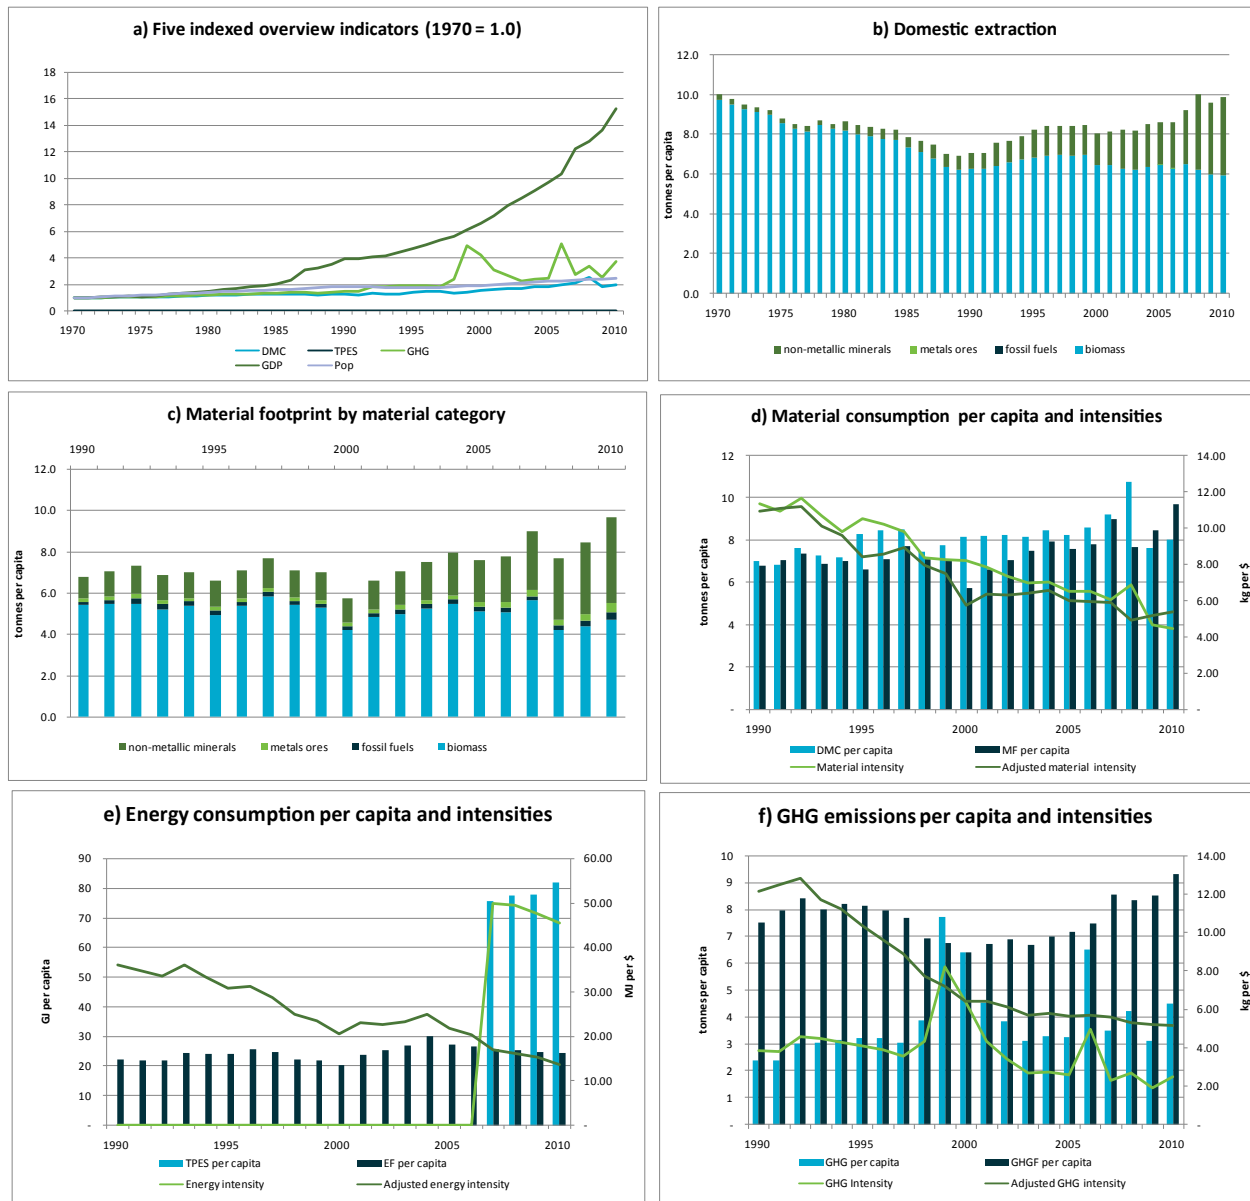 a) Five indexed overview indicators (1970 = 1.0)
18
16
14
12
10
8
6
4
2
0
1970 1975 1980 1985 1990 1995 2000 2005 2010
DMC TPES GHG
GDP Pop
b) Domestic extraction
tonnes per capita
12.0
10.0
8.0
6.0
4.0
2.0
0.0
1970 1975 1980 1985 1990 1995 2000 2005 2010
non-metallic minerals metals ores fossil fuels biomass
c) Material footprint by material category
1990 1995 2000 2005 2010
tonnes per capita
12.0
10.0
8.0
6.0
4.0
2.0
0.0
non-metallic minerals metals ores fossil fuels biomass
d) Material consumption per capita and intensities
tonnes per capita
12
10
8
6
4
2
-
14.00
12.00
10.00
8.00
6.00
4.00
2.00
-
kg per $
1990 1995 2000 2005 2010
DMC per capita MF per capita
Material intensity Adjusted material intensity
e) Energy consumption per capita and intensities
GJ per capita
90
80
70
60
50
40
30
20
10
-
60.00
50.00
40.00
30.00
20.00
10.00
-
MJ per $
1990 1995 2000 2005 2010
TPES per capita EF per capita
Energy intensity Adjusted energy intensity
f) GHG emissions per capita and intensities
tonnes per capita
10
9
8
7
6
5
4
3
2
1
-
14.00
12.00
10.00
8.00
6.00
4.00
2.00
-
kg per $
1990 1995 2000 2005 2010
GHG per capita GHGF per capita
GHG Intensity Adjusted GHG intensity